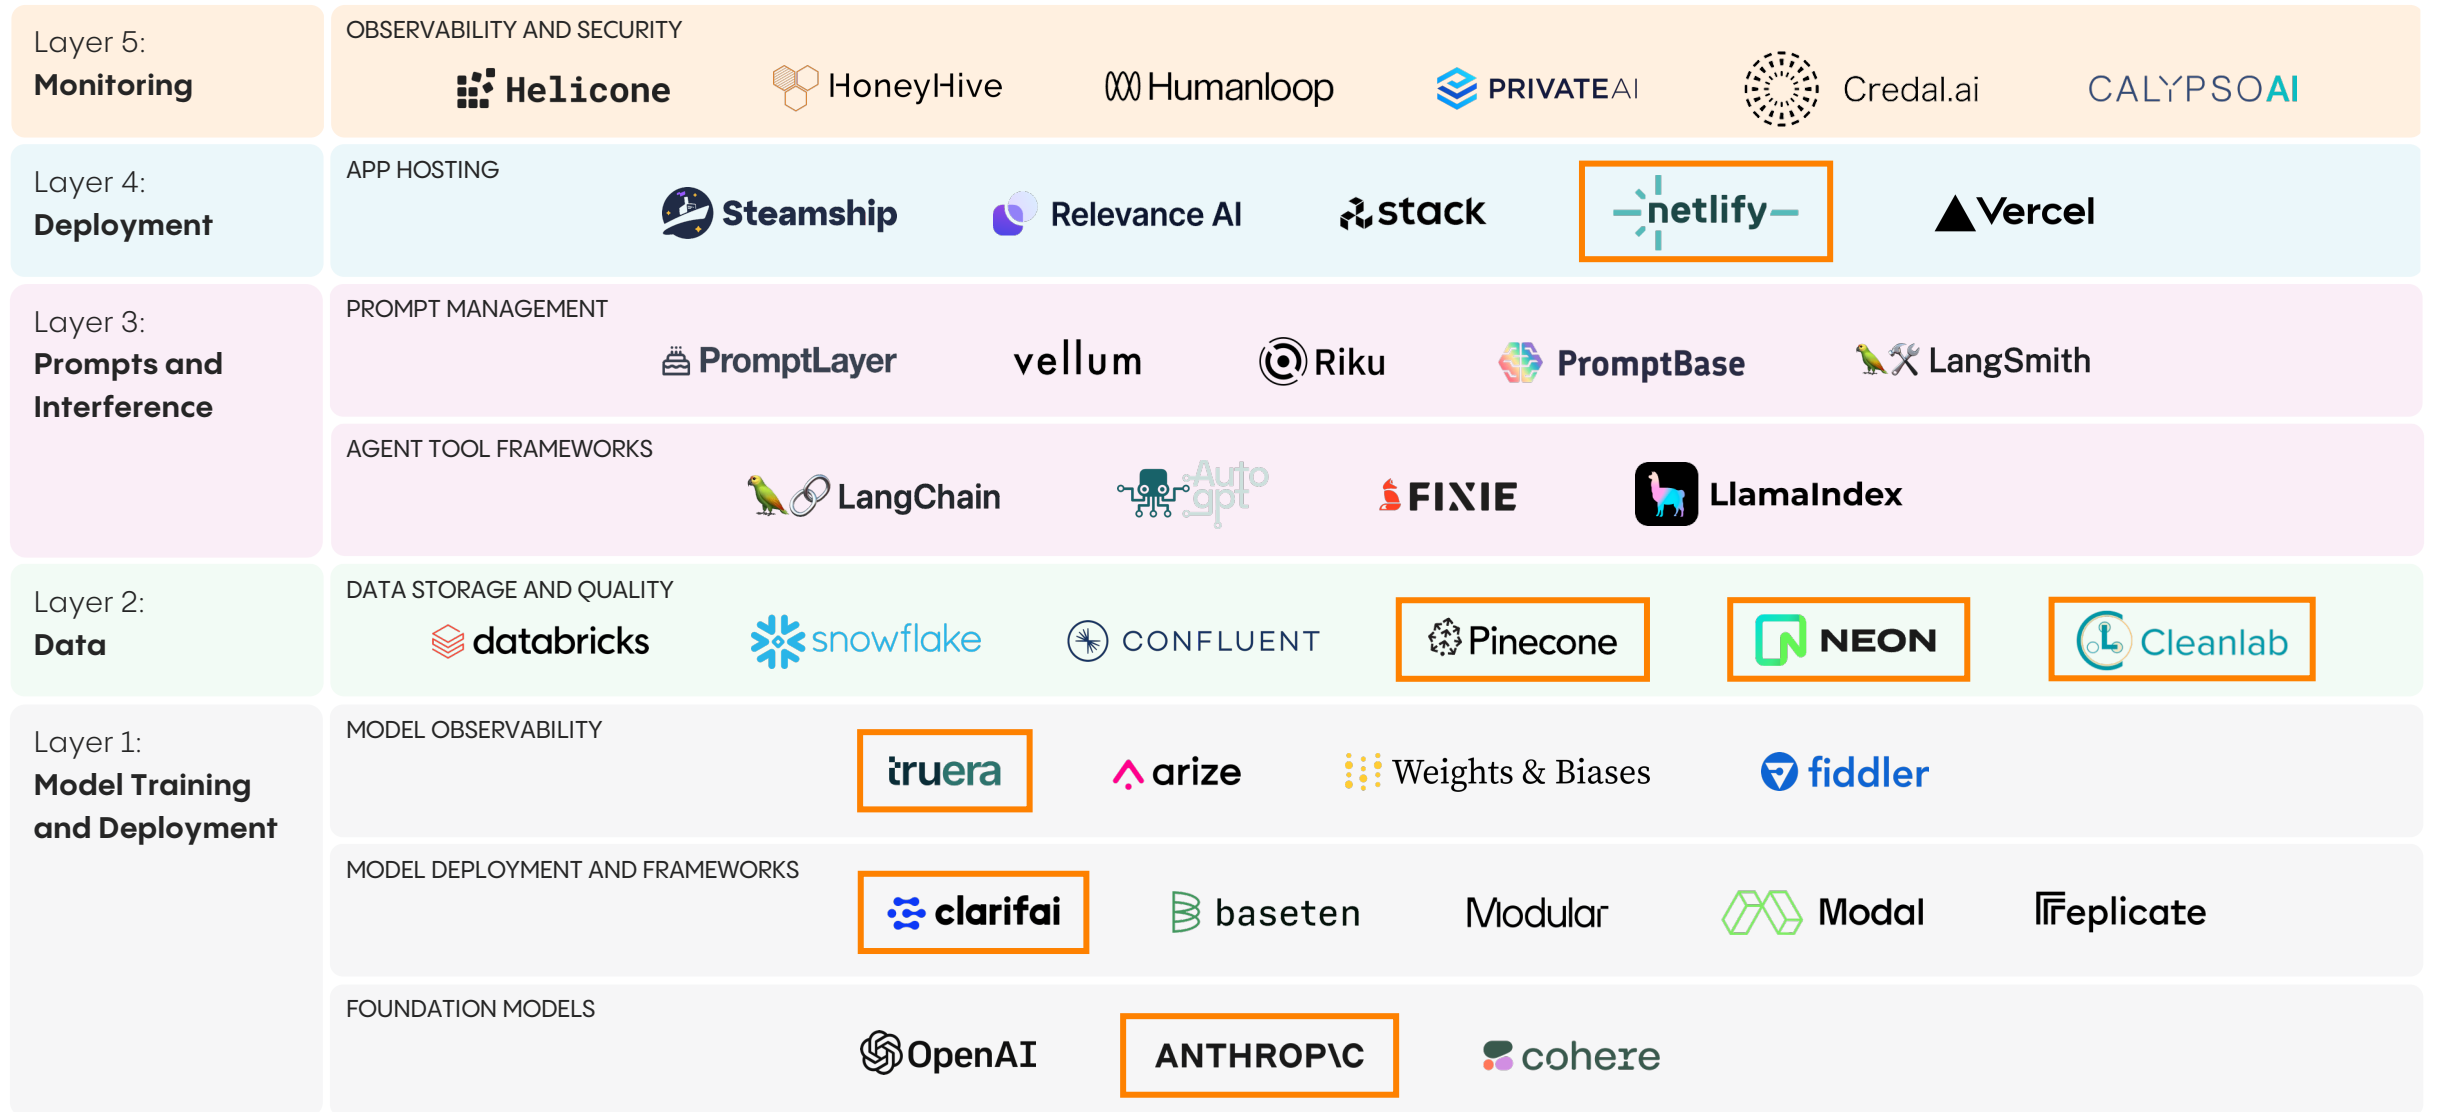 Layer 5:
Monitoring
OBSERVABILITY AND SECURITY
Helicone
HoneyHive
Humanloop
PRIVATE AI
Credal.ai
CALYPSOAI
Layer 4:
Deployment
APP HOSTING
Steamship
Relevance AI
stack
netlify
Vercel
Layer 3:
Prompts and
Interference
PROMPT MANAGEMENT
PromptLayer
vellum
Riku
PromptBase
LangSmith
AGENT TOOL FRAMEWORKS
LangChain
Auto
gpt
FIXIE
LlamaIndex
Layer 2:
Data
DATA STORAGE AND QUALITY
databricks
snowflake
CONFLUENT
Pinecone
NEON
Cleanlab
Layer 1:
Model Training
and Deployment
MODEL OBSERVABILITY
truera
arize
Weights & Biases
fiddler
MODEL DEPLOYMENT AND FRAMEWORKS
clarifai
baseten
Modular
Modal
Replicate
FOUNDATION MODELS
OpenAI
ANTHROP\C
cohere